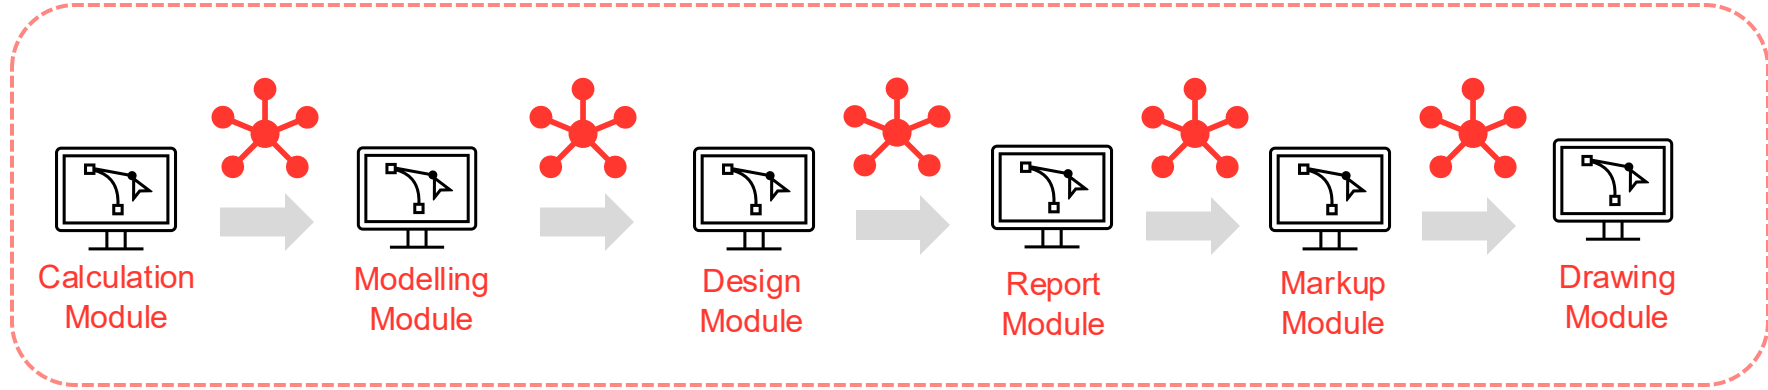 Calculation
Module
Modelling
Module
Design
Module
Report
Module
Markup
Module
Drawing
Module